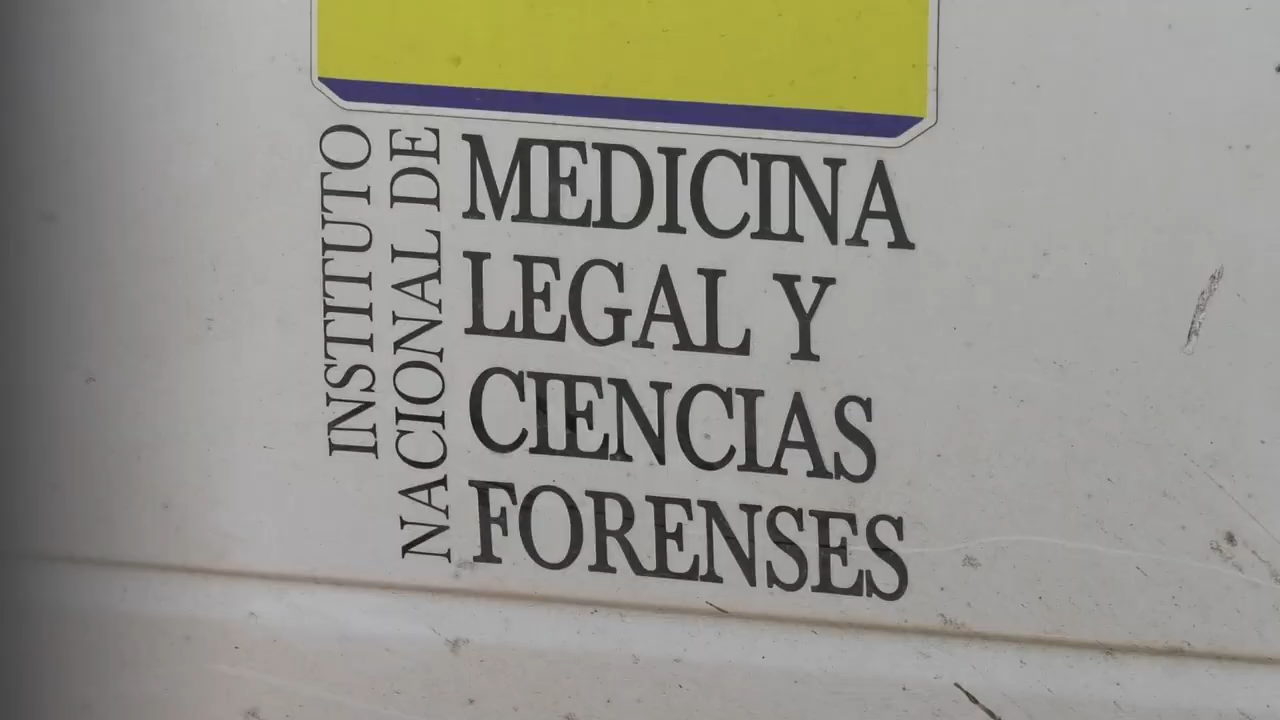 INSTITUTO
NACIONAL DE
MEDICINA
LEGAL Y
CIENCIAS
FORENSES